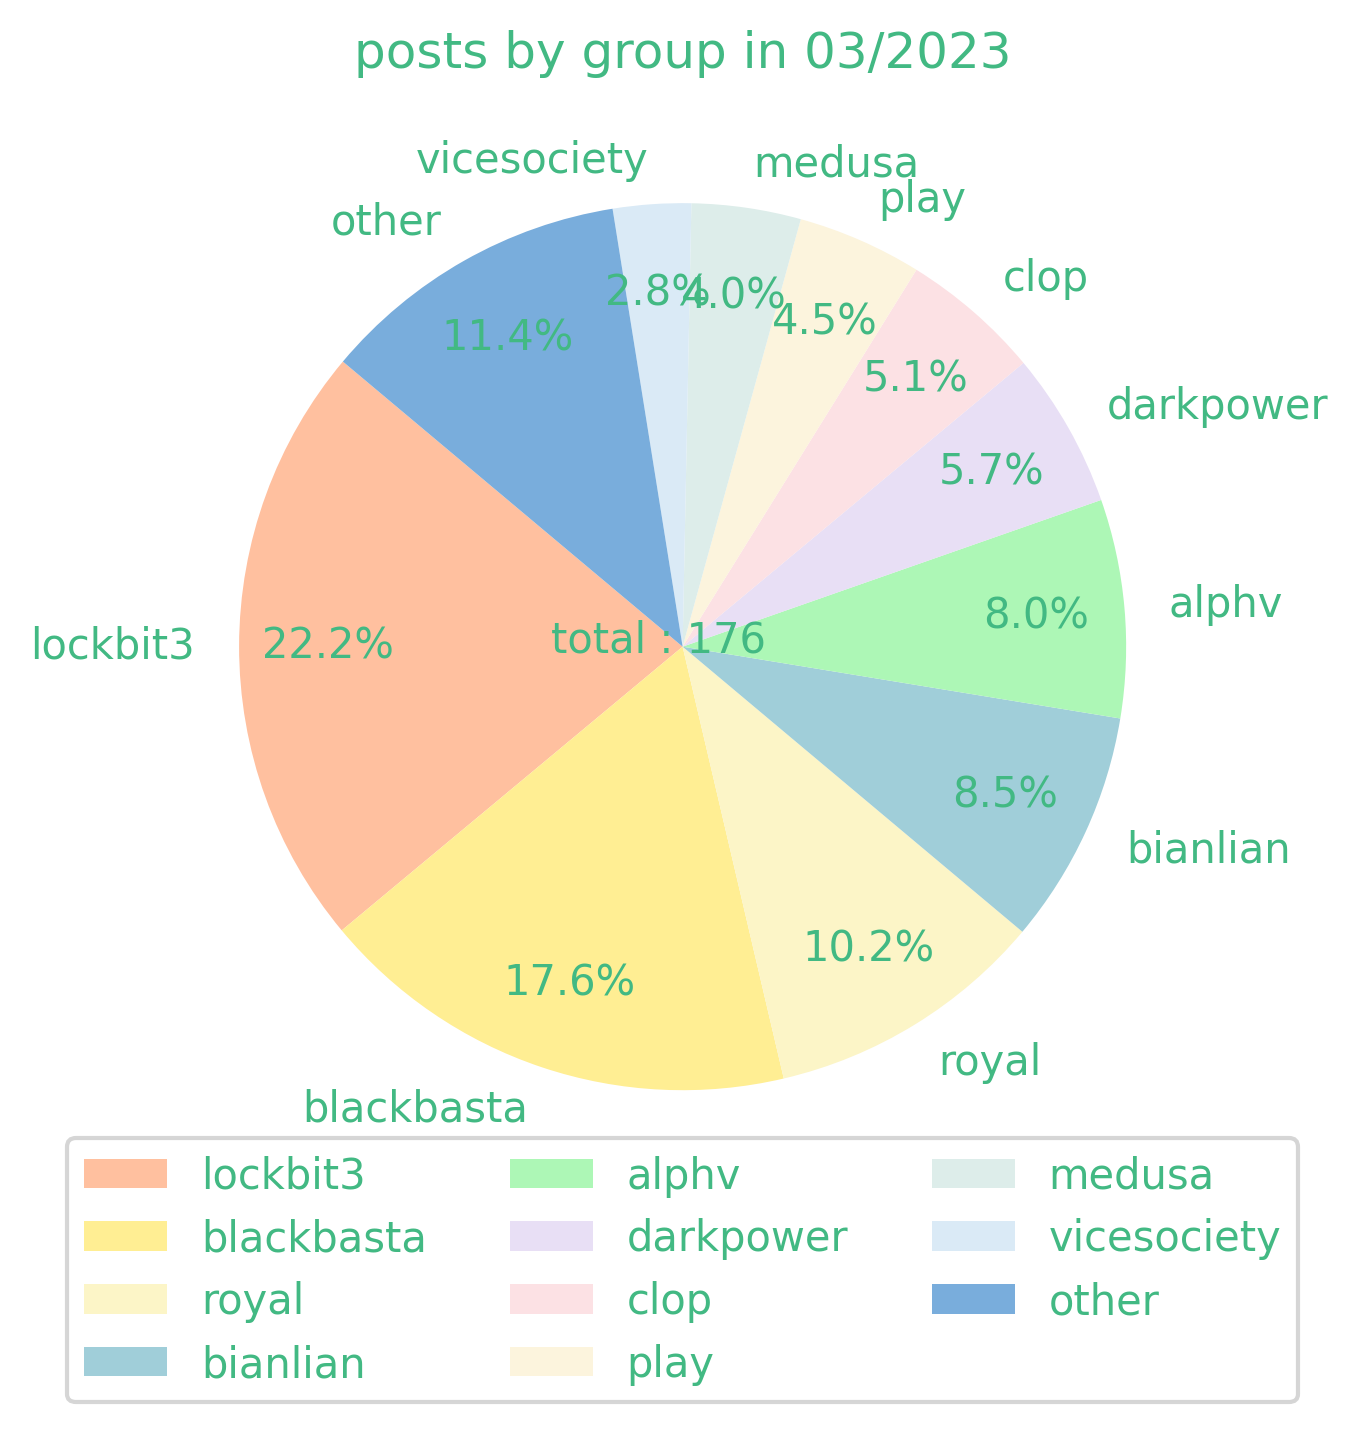 posts by group in 03/2023
vicesociety
medusa
play
other
clop
2.8%
4.0%
4.5%
11.4%
5.1%
darkpower
5.7%
alphv
8.0%
total : 176
lockbit3
22.2%
8.5%
bianlian
10.2%
17.6%
royal
blackbasta
lockbit3
blackbasta
royal
bianlian
alphv
darkpower
clop
play
medusa
vicesociety
other